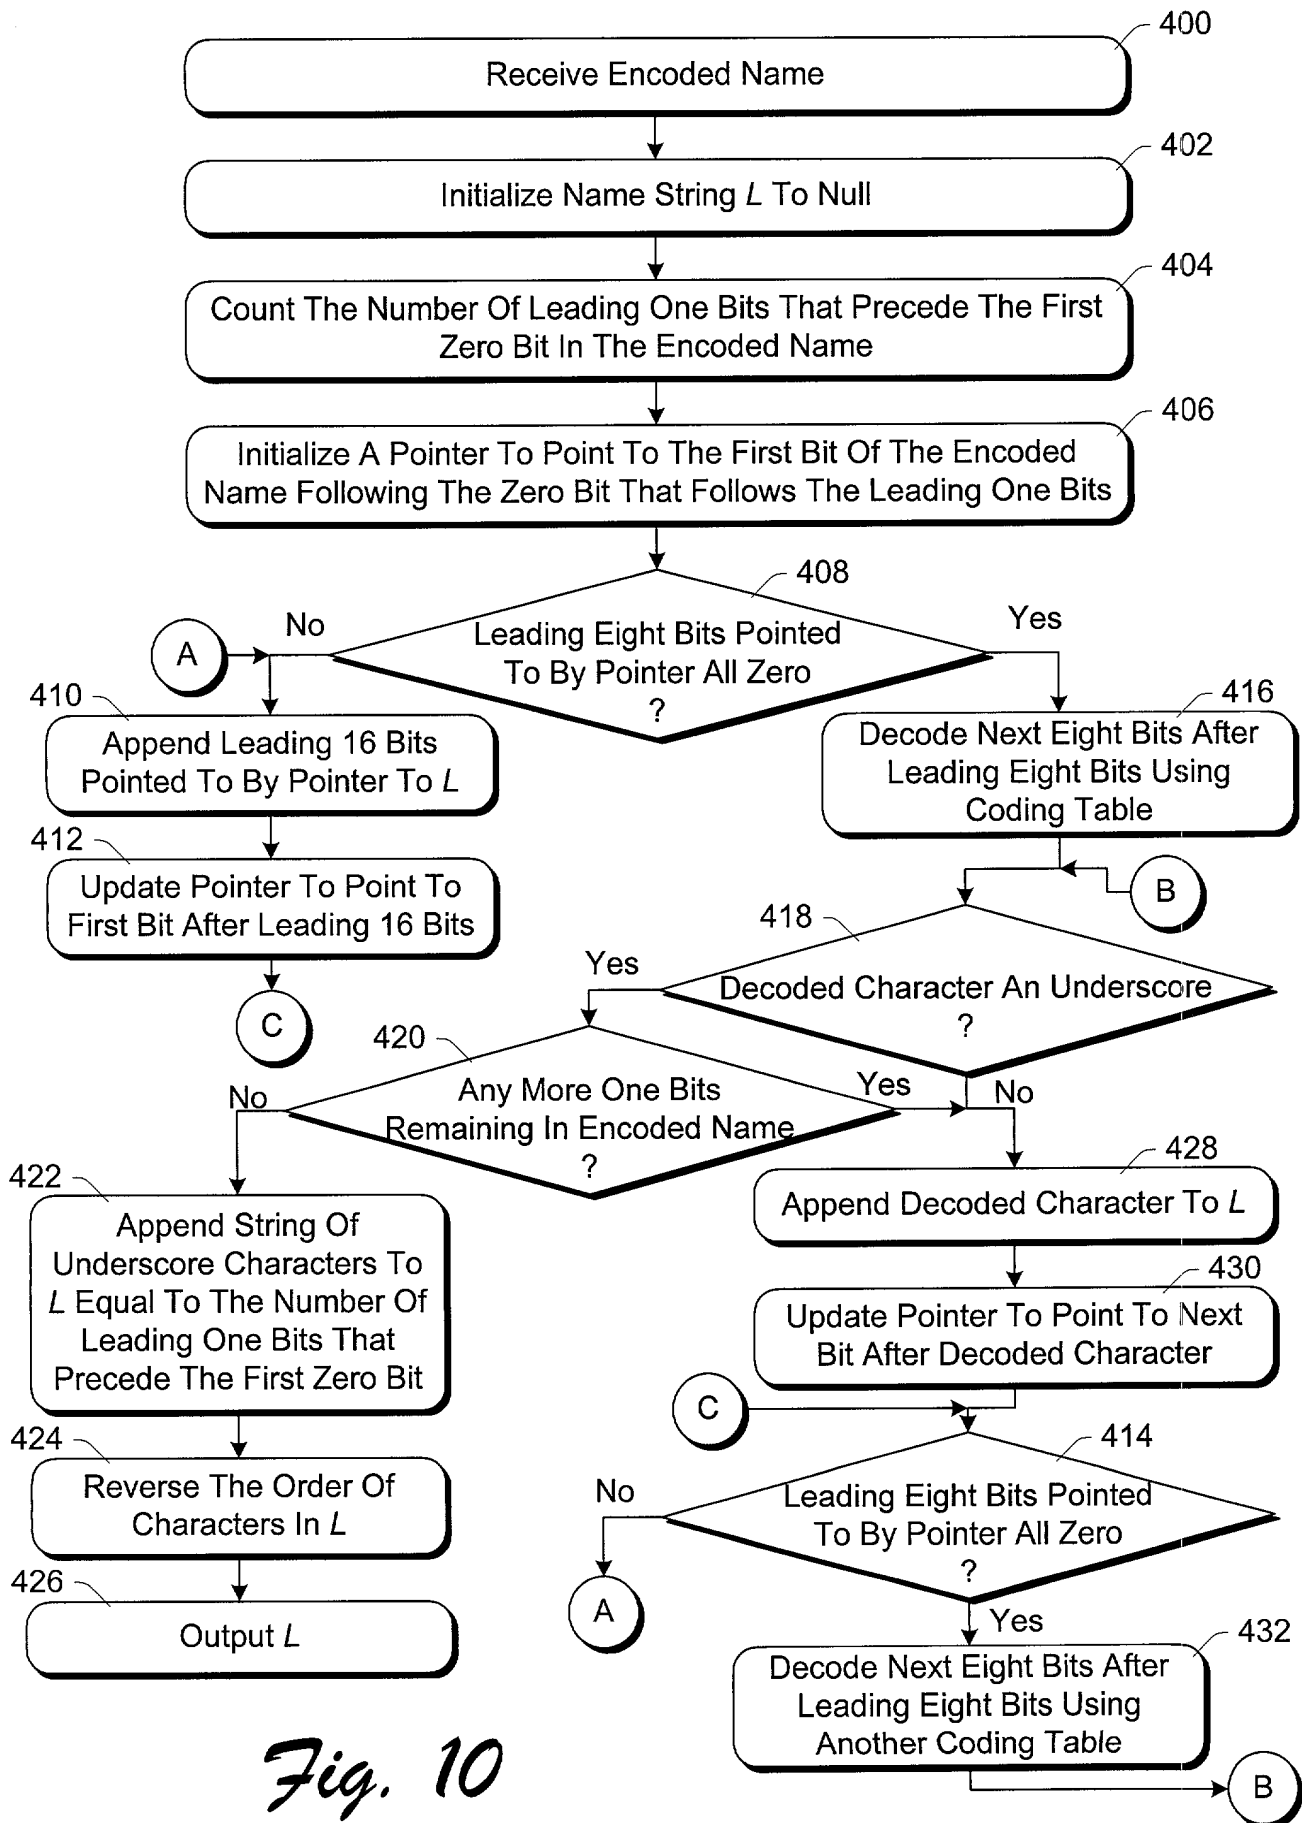 400
Receive Encoded Name
402
Initialize Name String L To Null
404
Count The Number Of Leading One Bits That Precede The First
Zero Bit In The Encoded Name
406
Initialize A Pointer To Point To The First Bit Of The Encoded
Name Following The Zero Bit That Follows The Leading One Bits
408
No
Yes
Leading Eight Bits Pointed
To By Pointer All Zero
?
A
410
Append Leading 16 Bits
Pointed To By Pointer To L
416
Decode Next Eight Bits After
Leading Eight Bits Using
Coding Table
412
Update Pointer To Point To
First Bit After Leading 16 Bits
C
B
418
Yes
Decoded Character An Underscore
?
420
No
Yes
No
Any More One Bits
Remaining In Encoded Name
?
422
Append String Of
Underscore Characters To
L Equal To The Number Of
Leading One Bits That
Precede The First Zero Bit
428
Append Decoded Character To L
430
Update Pointer To Point To Next
Bit After Decoded Character
C
424
Reverse The Order Of
Characters In L
414
No
Leading Eight Bits Pointed
To By Pointer All Zero
?
A
Yes
426
Output L
432
Decode Next Eight Bits After
Leading Eight Bits Using
Another Coding Table
B
Fig. 10